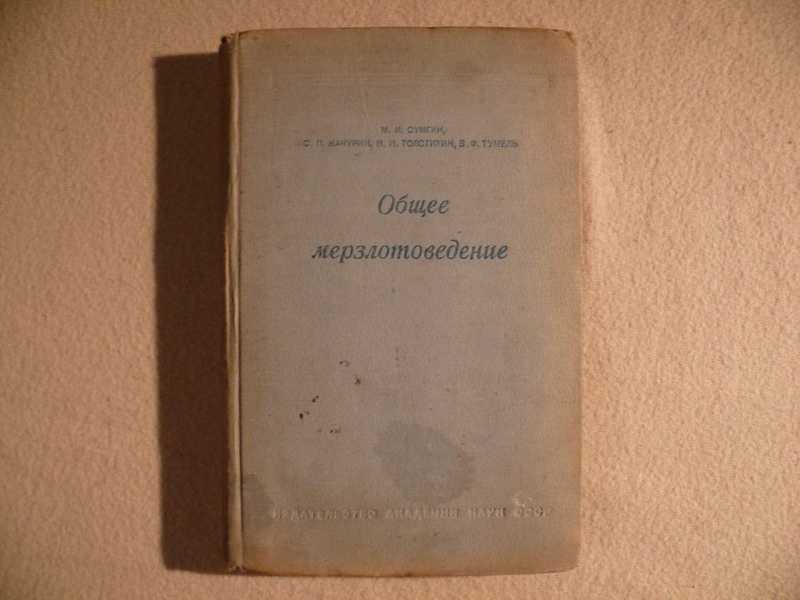 М. И. СУМГИН,
С. П. КАЧУРИН, Н. И. ТОЛСТИХИН, В. Ф. ТУМЕЛЬ
Общее
мерзлотоведение
ИЗДАТЕЛЬСТВО АКАДЕМИИ НАУК СССР